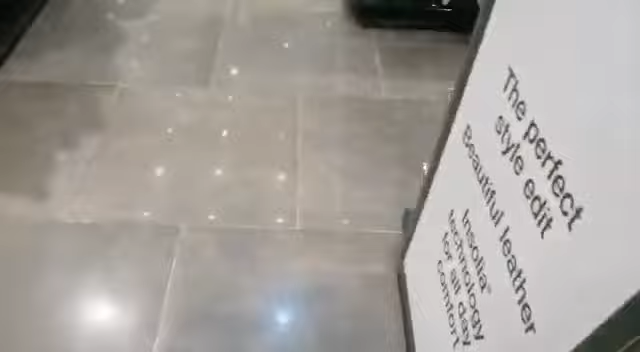 The perfect
style edit
Beautiful leather
Insolia®
technology
for all day
comfort